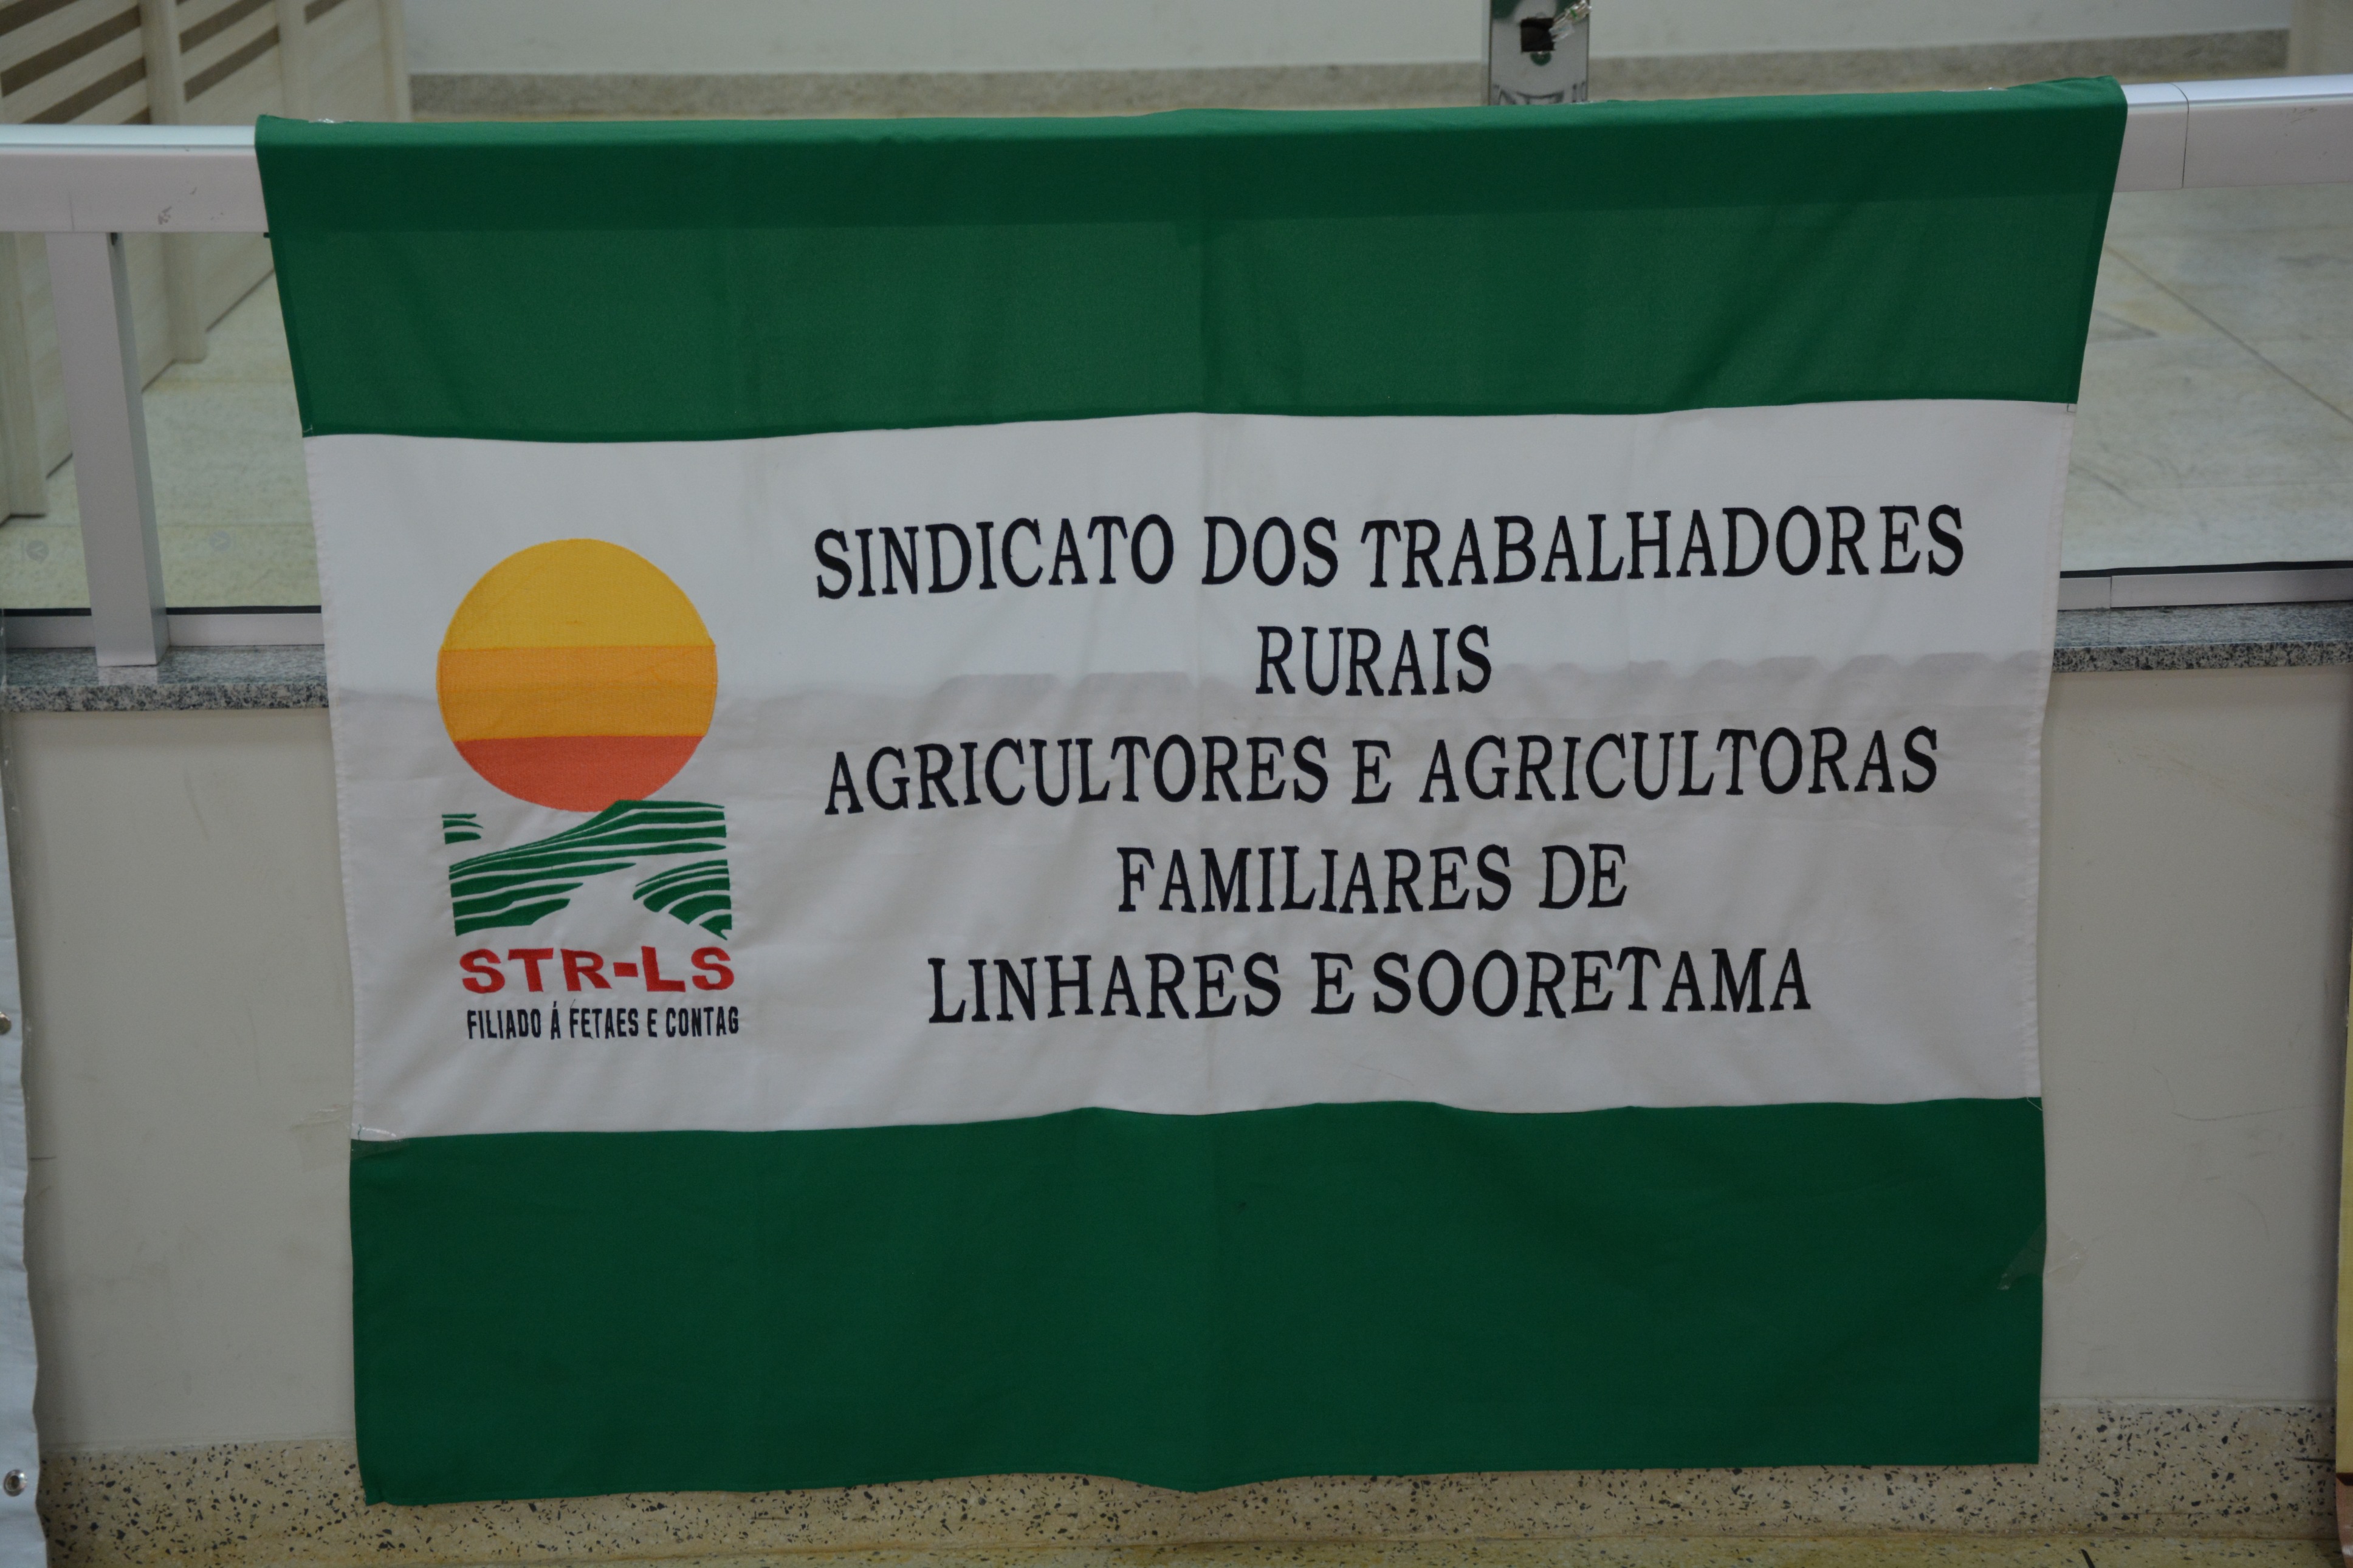 SINDICATO DOS TRABALHADORES
RURAIS
AGRICULTORES E AGRICULTORAS
FAMILIARES DE
LINHARES E SOORETAMA
STR-LS
FILIADO Á FETAES E CONTAG